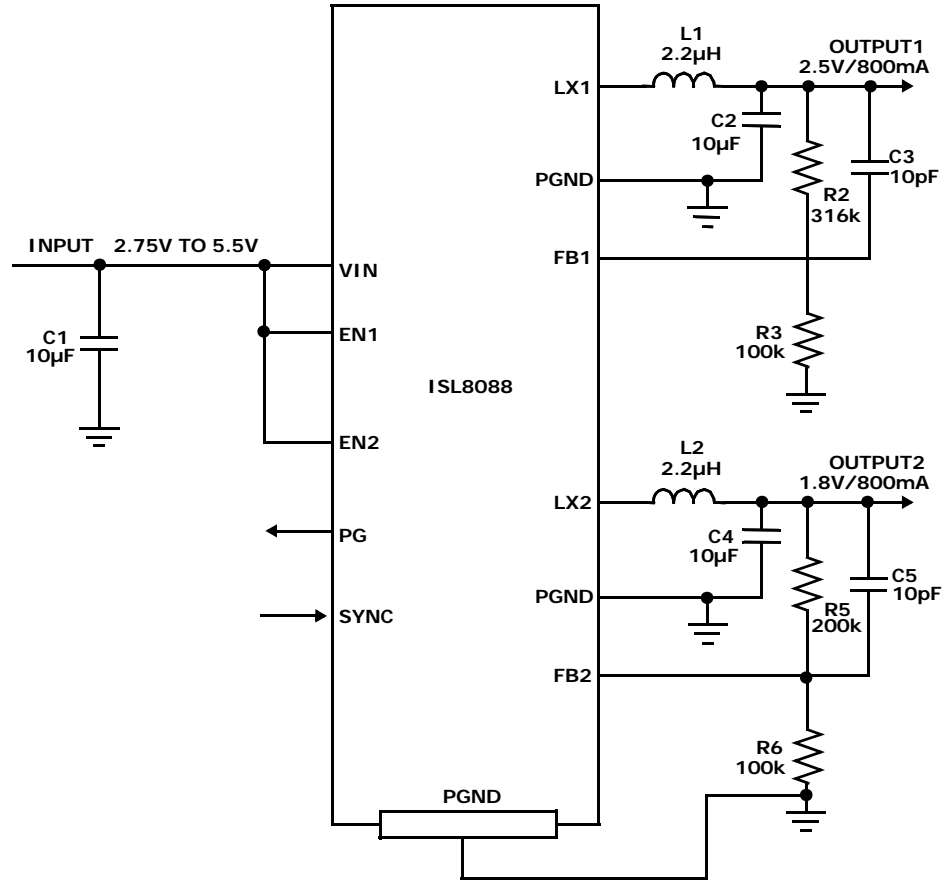 L1
2.2µH
OUTPUT1
2.5V/800mA
LX1
C2
10µF
C3
10pF
PGND
R2
316k
INPUT 2.75V TO 5.5V
FB1
VIN
C1
10µF
EN1
R3
100k
ISL8088
EN2
L2
2.2µH
OUTPUT2
1.8V/800mA
LX2
PG
C4
10µF
C5
10pF
PGND
R5
200k
SYNC
FB2
R6
100k
PGND